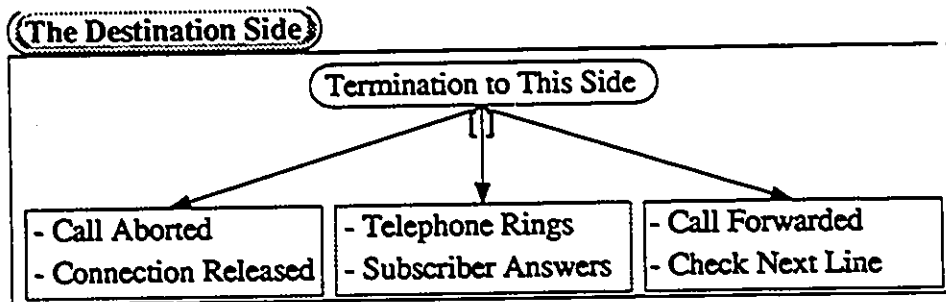 The Destination Side
Termination to This Side
[ ]
- Call Aborted
- Connection Released
- Telephone Rings
- Subscriber Answers
- Call Forwarded
- Check Next Line